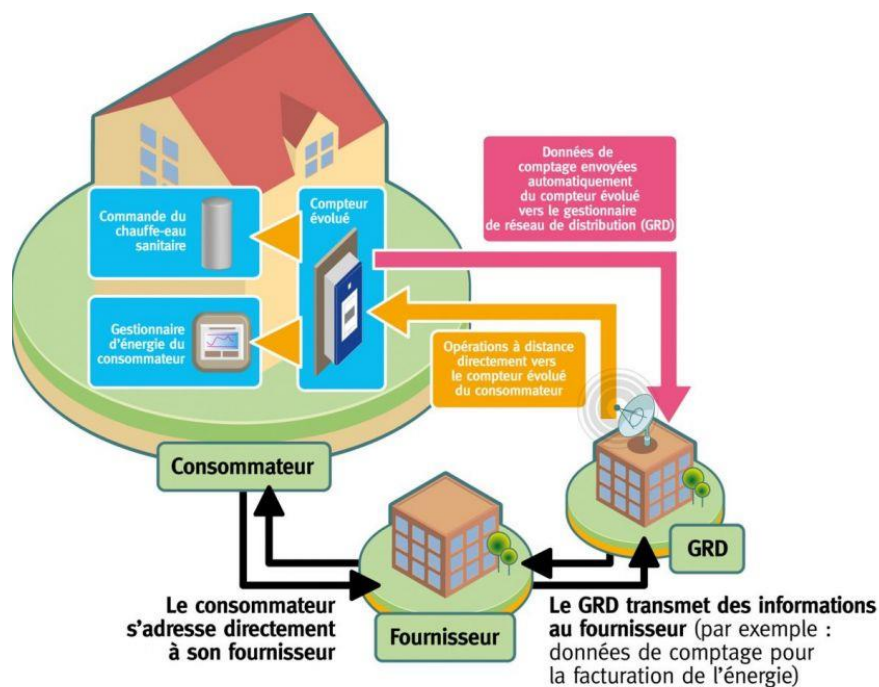 Données de
comptage envoyées
automatiquement
du compteur évolué
vers le gestionnaire
de réseau de distribution (GRD)
Commande du
chauffe-eau
sanitaire
Compteur
évolué
Gestionnaire
d'énergie du
consommateur
Opérations à distance
directement vers
le compteur évolué
du consommateur
Consommateur
GRD
Le consommateur
s'adresse directement
à son fournisseur
Fournisseur
Le GRD transmet des informations
au fournisseur (par exemple :
données de comptage pour
la facturation de l'énergie)